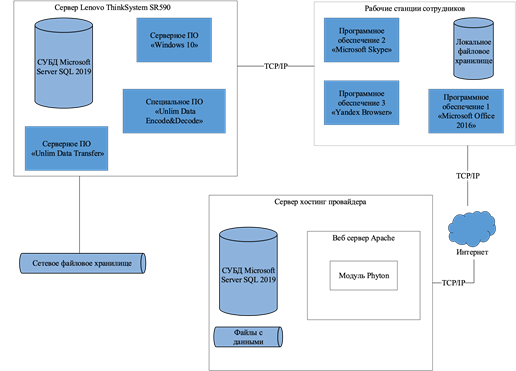 Сервер Lenovo ThinkSystem SR590
СУБД Microsoft
Server SQL 2019
Серверное ПО
«Windows 10»
Специальное ПО
«Unlim Data
Encode&Decode»
Серверное ПО
«Unlim Data Transfer»
Сетевое файловое хранилище
TCP/IP
Рабочие станции сотрудников
Программное
обеспечение 2
«Microsoft Skype»
Локальное
файловое
хранилище
Программное
обеспечение 3
«Yandex Browser»
Программное
обеспечение 1
«Microsoft Office
2016»
TCP/IP
Интернет
TCP/IP
Сервер хостинг провайдера
СУБД Microsoft
Server SQL 2019
Файлы с
данными
Веб сервер Apache
Модуль Phyton